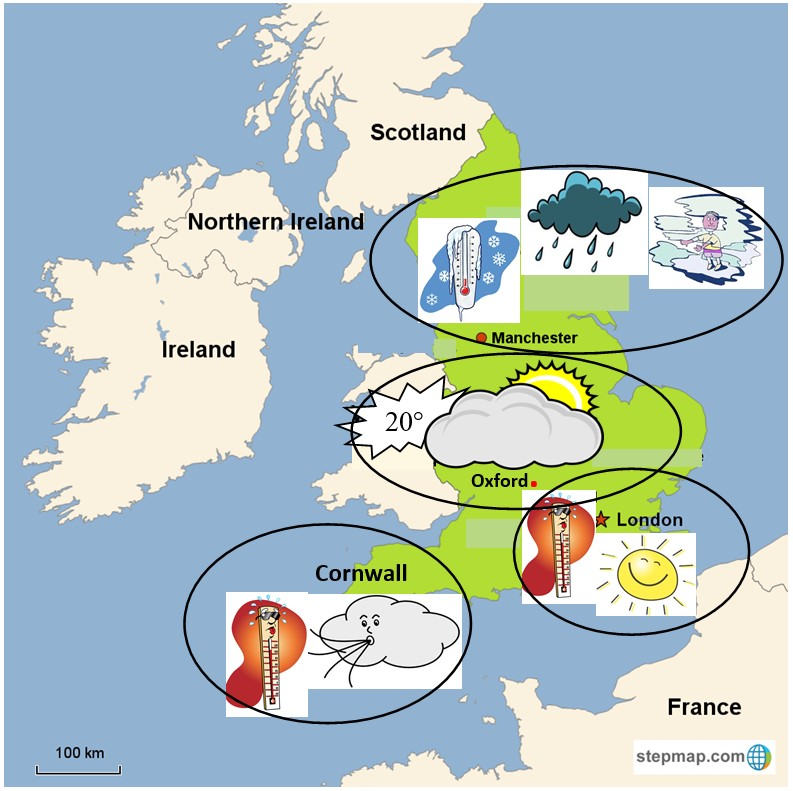 Scotland
Northern Ireland
Ireland
Manchester
20°
Oxford
London
Cornwall
France
100 km
stepmap.com